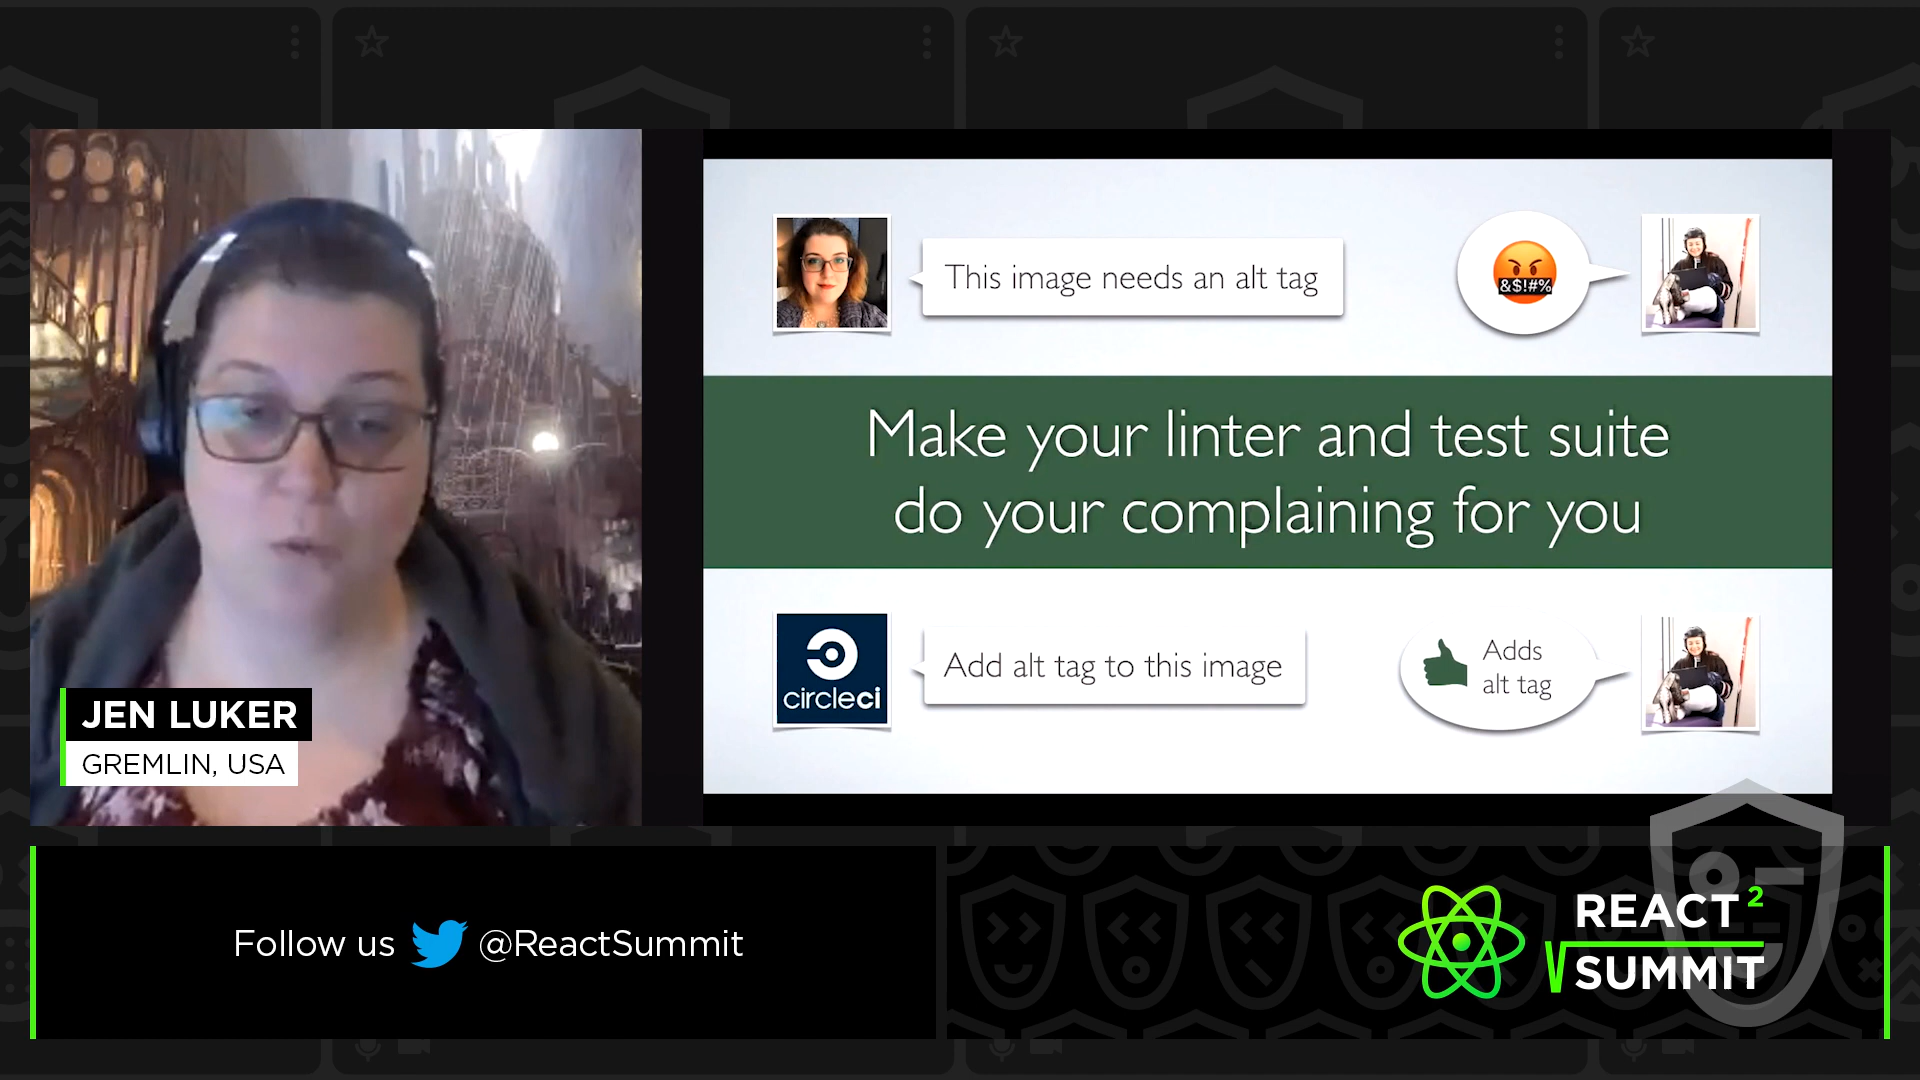 This image needs an alt tag
&$!#%
Make your linter and test suite
do your complaining for you
circleci
Add alt tag to this image
Adds
alt tag
JEN LUKER
GREMLIN, USA
Follow us @ReactSummit
REACT 2
SUMMIT